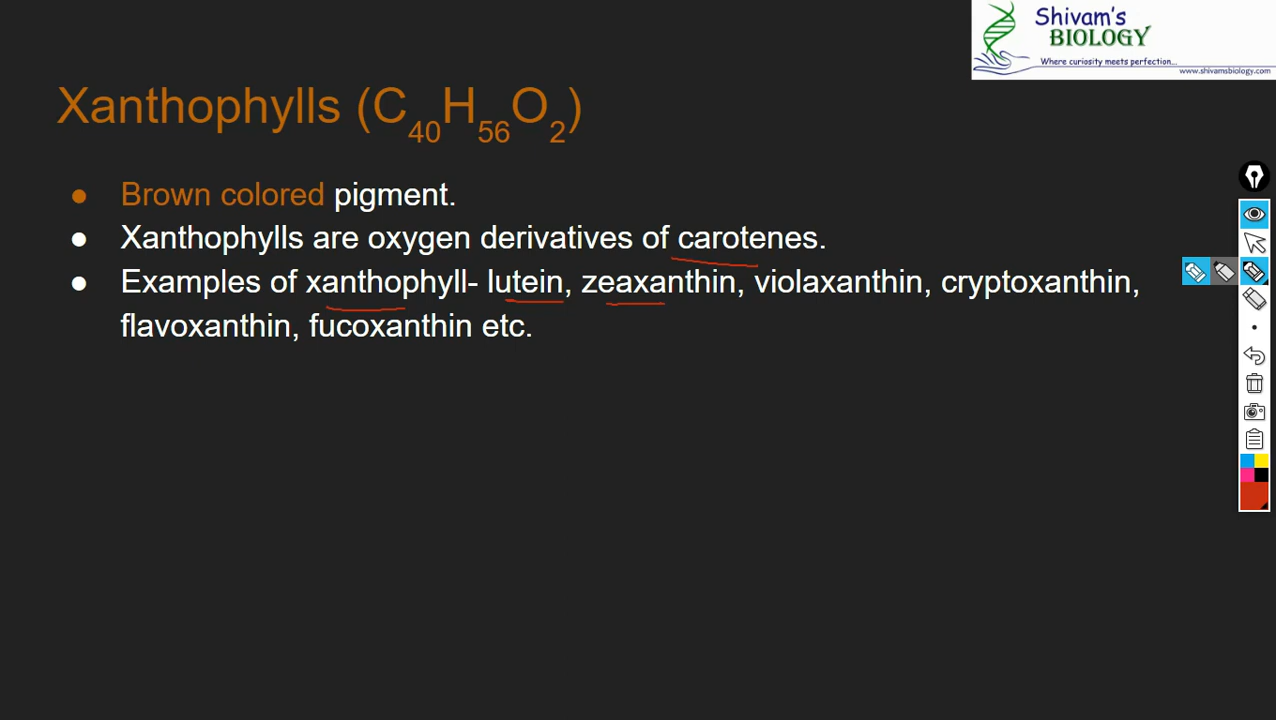 Shivam's
BIOLOGY
Where curiosity meets perfection...
www.shivamsbiology.com
Xanthophylls (C40H56O2)
● Brown colored pigment.
● Xanthophylls are oxygen derivatives of carotenes.
● Examples of xanthophyll- lutein, zeaxanthin, violaxanthin, cryptoxanthin,
flavoxanthin, fucoxanthin etc.